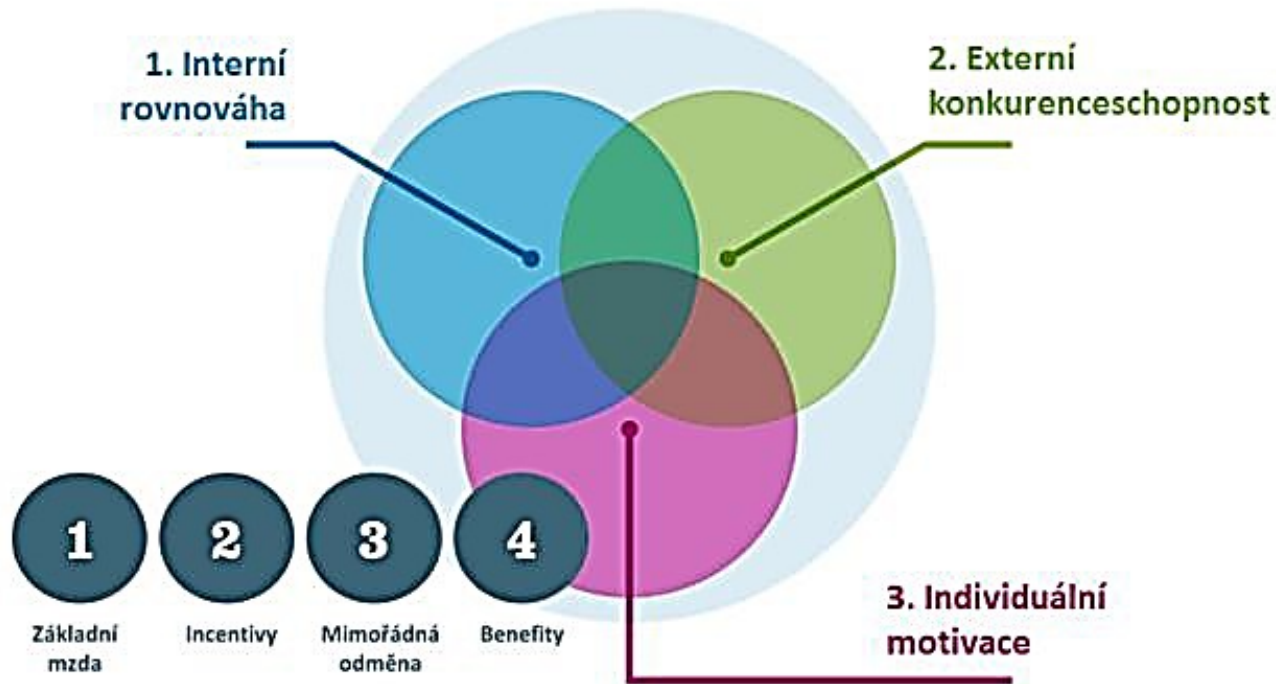 1. Interní
rovnováha
2. Externí
konkurenceschopnost
1
2
3
4
Základní
mzda
Incentivy
Mimořádná
odměna
Benefity
3. Individuální
motivace